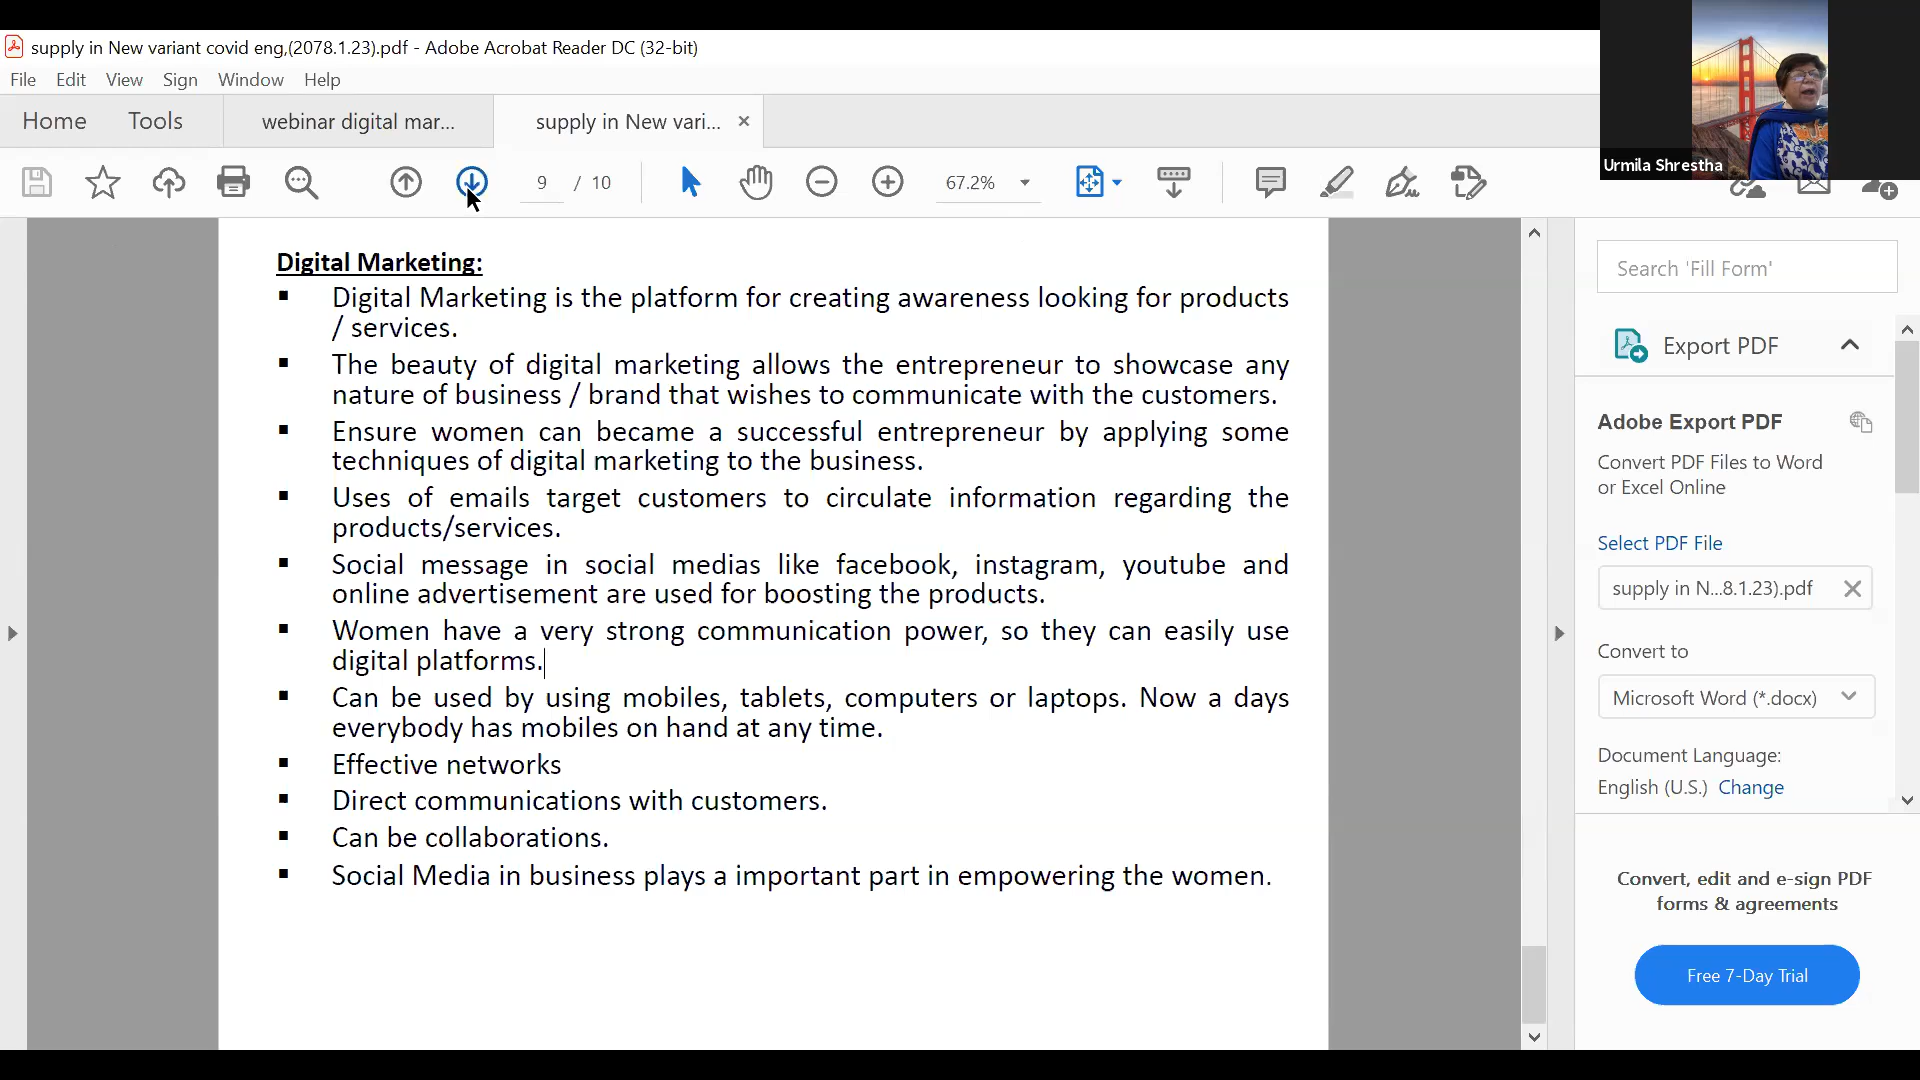 supply in New variant covid eng,(2078.1.23).pdf - Adobe Acrobat Reader DC (32-bit)
File Edit View Sign Window Help
Home Tools webinar digital mar... supply in New vari... ×
Urmila Shrestha
9 / 10 67.2%
Digital Marketing:
▪ Digital Marketing is the platform for creating awareness looking for products
/ services.
▪ The beauty of digital marketing allows the entrepreneur to showcase any
nature of business / brand that wishes to communicate with the customers.
▪ Ensure women can became a successful entrepreneur by applying some
techniques of digital marketing to the business.
▪ Uses of emails target customers to circulate information regarding the
products/services.
▪ Social message in social medias like facebook, instagram, youtube and
online advertisement are used for boosting the products.
▪ Women have a very strong communication power, so they can easily use
digital platforms.
▪ Can be used by using mobiles, tablets, computers or laptops. Now a days
everybody has mobiles on hand at any time.
▪ Effective networks
▪ Direct communications with customers.
▪ Can be collaborations.
▪ Social Media in business plays a important part in empowering the women.
Search 'Fill Form'
Export PDF
Adobe Export PDF
Convert PDF Files to Word
or Excel Online
Select PDF File
supply in N...8.1.23).pdf
Convert to
Microsoft Word (*.docx)
Document Language:
English (U.S.) Change
Convert, edit and e-sign PDF
forms & agreements
Free 7-Day Trial